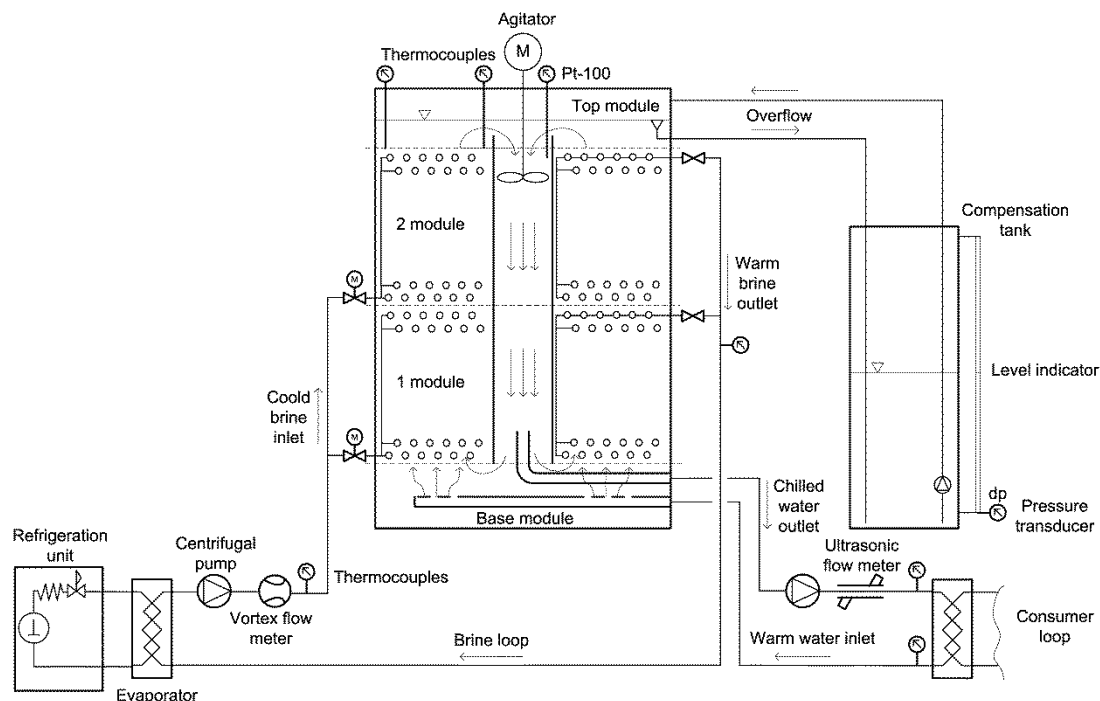 Agitator
M
Thermocouples
Pt-100
Top module
Overflow
2 module
Compensation
tank
Warm
brine
outlet
M
1 module
Level indicator
Coold
brine
inlet
M
Chilled
water
outlet
dp
Pressure
transducer
Base module
Refrigeration
unit
Centrifugal
pump
Ultrasonic
flow meter
Thermocouples
Vortex flow
meter
Consumer
loop
Brine loop
Warm water inlet
Evaporator